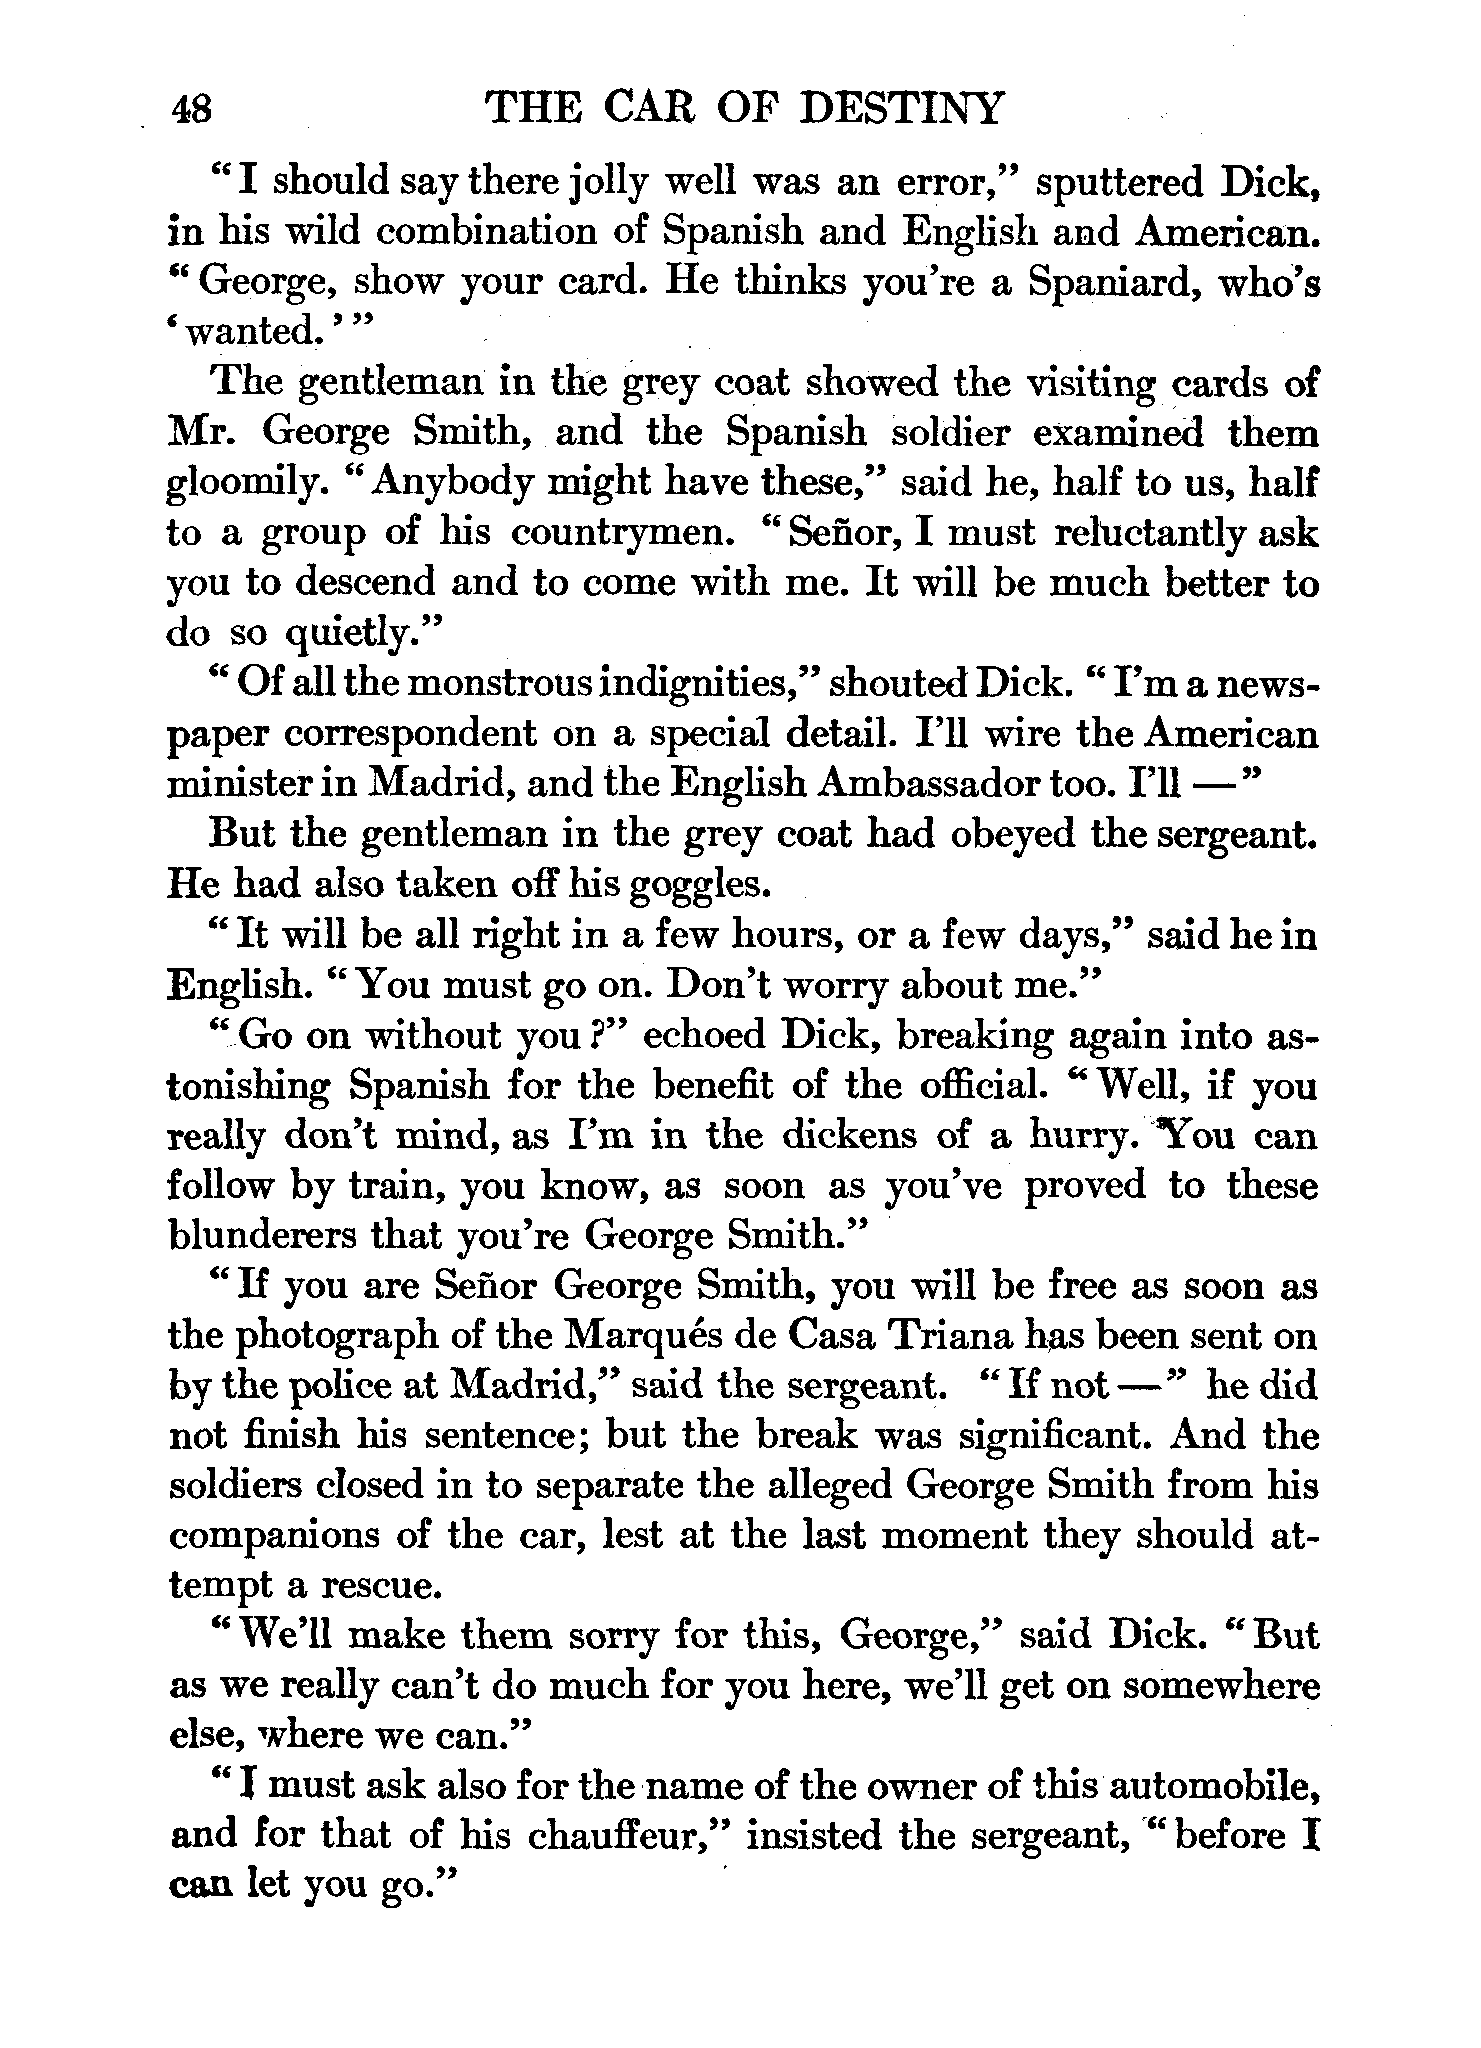 48 THE CAR OF DESTINY
“I should say there jolly well was an error,” sputtered Dick,
in his wild combination of Spanish and English and American.
“George, show your card. He thinks you’re a Spaniard, who’s
‘wanted.’”
The gentleman in the grey coat showed the visiting cards of
Mr. George Smith, and the Spanish soldier examined them
gloomily. “Anybody might have these,” said he, half to us, half
to a group of his countrymen. “Señor, I must reluctantly ask
you to descend and to come with me. It will be much better to
do so quietly.”
“Of all the monstrous indignities,” shouted Dick. “I’m a news-
paper correspondent on a special detail. I’ll wire the American
minister in Madrid, and the English Ambassador too. I’ll —”
But the gentleman in the grey coat had obeyed the sergeant.
He had also taken off his goggles.
“It will be all right in a few hours, or a few days,” said he in
English. “You must go on. Don’t worry about me.”
“Go on without you?” echoed Dick, breaking again into as-
tonishing Spanish for the benefit of the official. “Well, if you
really don’t mind, as I’m in the dickens of a hurry. You can
follow by train, you know, as soon as you’ve proved to these
blunderers that you’re George Smith.”
“If you are Señor George Smith, you will be free as soon as
the photograph of the Marqués de Casa Triana has been sent on
by the police at Madrid,” said the sergeant. “If not —” he did
not finish his sentence; but the break was significant. And the
soldiers closed in to separate the alleged George Smith from his
companions of the car, lest at the last moment they should at-
tempt a rescue.
“We’ll make them sorry for this, George,” said Dick. “But
as we really can’t do much for you here, we’ll get on somewhere
else, where we can.”
“I must ask also for the name of the owner of this automobile,
and for that of his chauffeur,” insisted the sergeant, “before I
can let you go.”